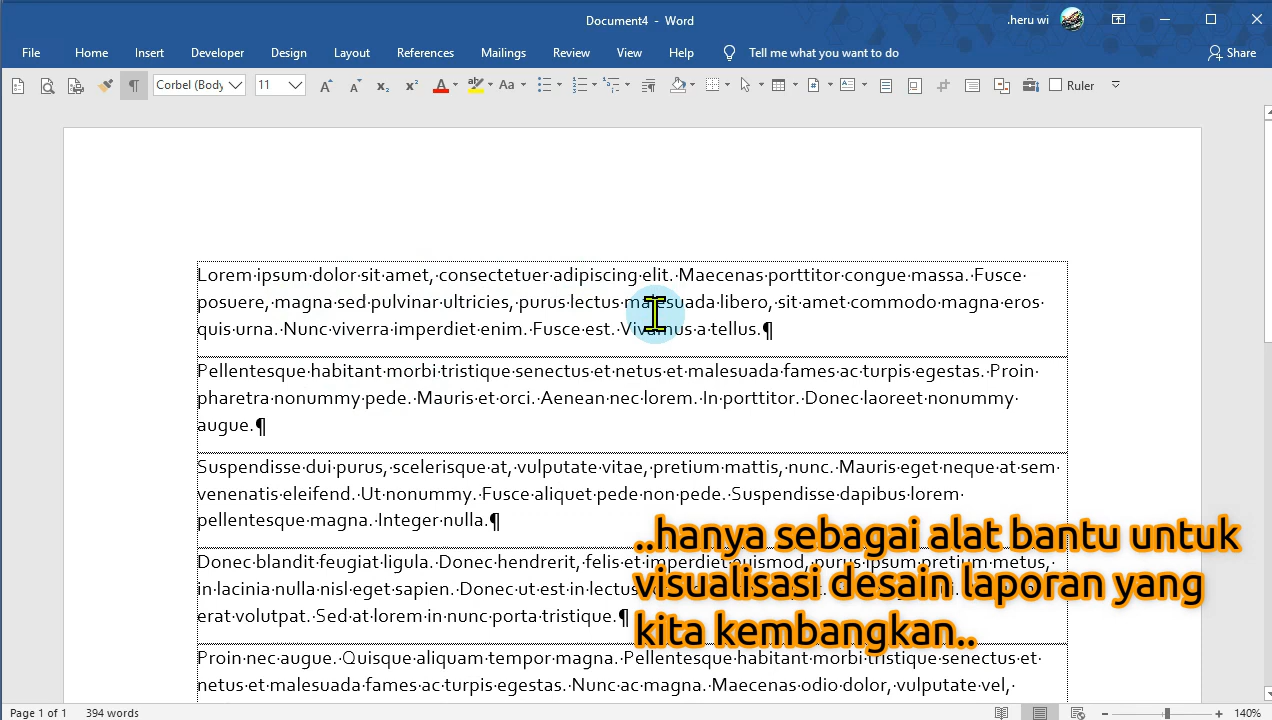 Document4 - Word
.heru wi
File Home Insert Developer Design Layout References Mailings Review View Help Tell me what you want to do Share
Corbel (Body 11 Ruler
Lorem ipsum dolor sit amet, consectetuer adipiscing elit. Maecenas porttitor congue massa. Fusce
posuere, magna sed pulvinar ultricies, purus lectus malesuada libero, sit amet commodo magna eros
quis urna. Nunc viverra imperdiet enim. Fusce est. Vivamus a tellus.¶
Pellentesque habitant morbi tristique senectus et netus et malesuada fames ac turpis egestas. Proin
pharetra nonummy pede. Mauris et orci. Aenean nec lorem. In porttitor. Donec laoreet nonummy
augue.¶
Suspendisse dui purus, scelerisque at, vulputate vitae, pretium mattis, nunc. Mauris eget neque at sem
venenatis eleifend. Ut nonummy. Fusce aliquet pede non pede. Suspendisse dapibus lorem
pellentesque magna. Integer nulla.¶
Donec blandit feugiat ligula. Donec hendrerit, felis et imperdiet euismod, purus ipsum pretium metus,
in lacinia nulla nisl eget sapien. Donec ut est in lectus
erat volutpat. Sed at lorem in nunc porta tristique.¶
Proin nec augue. Quisque aliquam tempor magna. Pellentesque habitant morbi tristique senectus et
netus et malesuada fames ac turpis egestas. Nunc ac magna. Maecenas odio dolor, vulputate vel,
..hanya sebagai alat bantu untuk
visualisasi desain laporan yang
kita kembangkan..
Page 1 of 1 394 words 140%